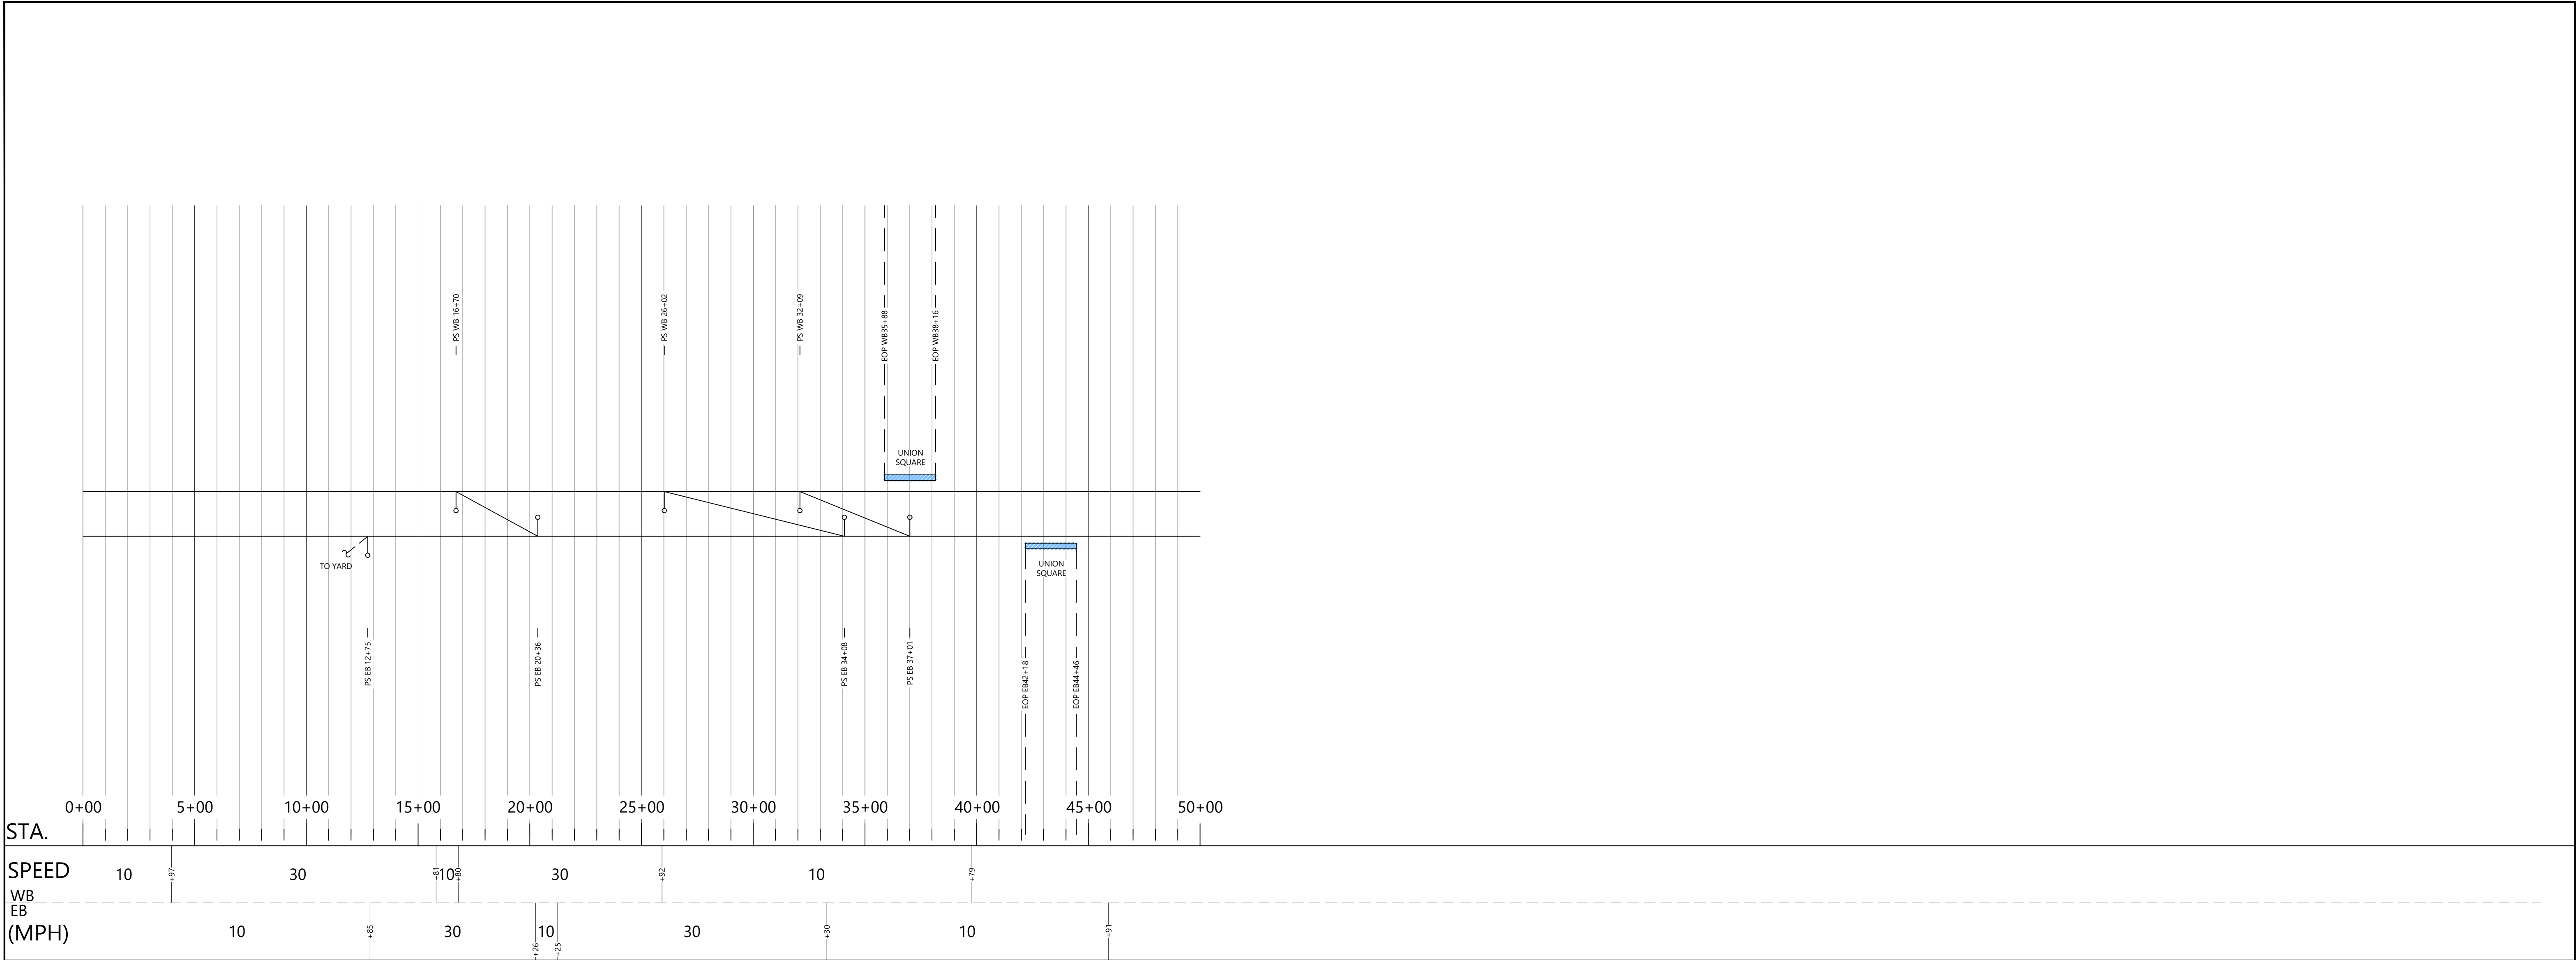 PS WB 16+70
PS WB 26+02
PS WB 32+09
EOP WB35+88
EOP WB38+16
UNION
SQUARE
UNION
SQUARE
TO YARD
PS EB 12+75
PS EB 20+36
PS EB 34+08
PS EB 37+01
EOP EB42+18
EOP EB44+46
0+00 5+00 10+00 15+00 20+00 25+00 30+00 35+00 40+00 45+00 50+00
STA.
SPEED 10 +97 30 +81 10 +80 30 +92 10 +79
WB
EB
(MPH) 10 +85 30 +26 10 +25 30 +30 10 +91